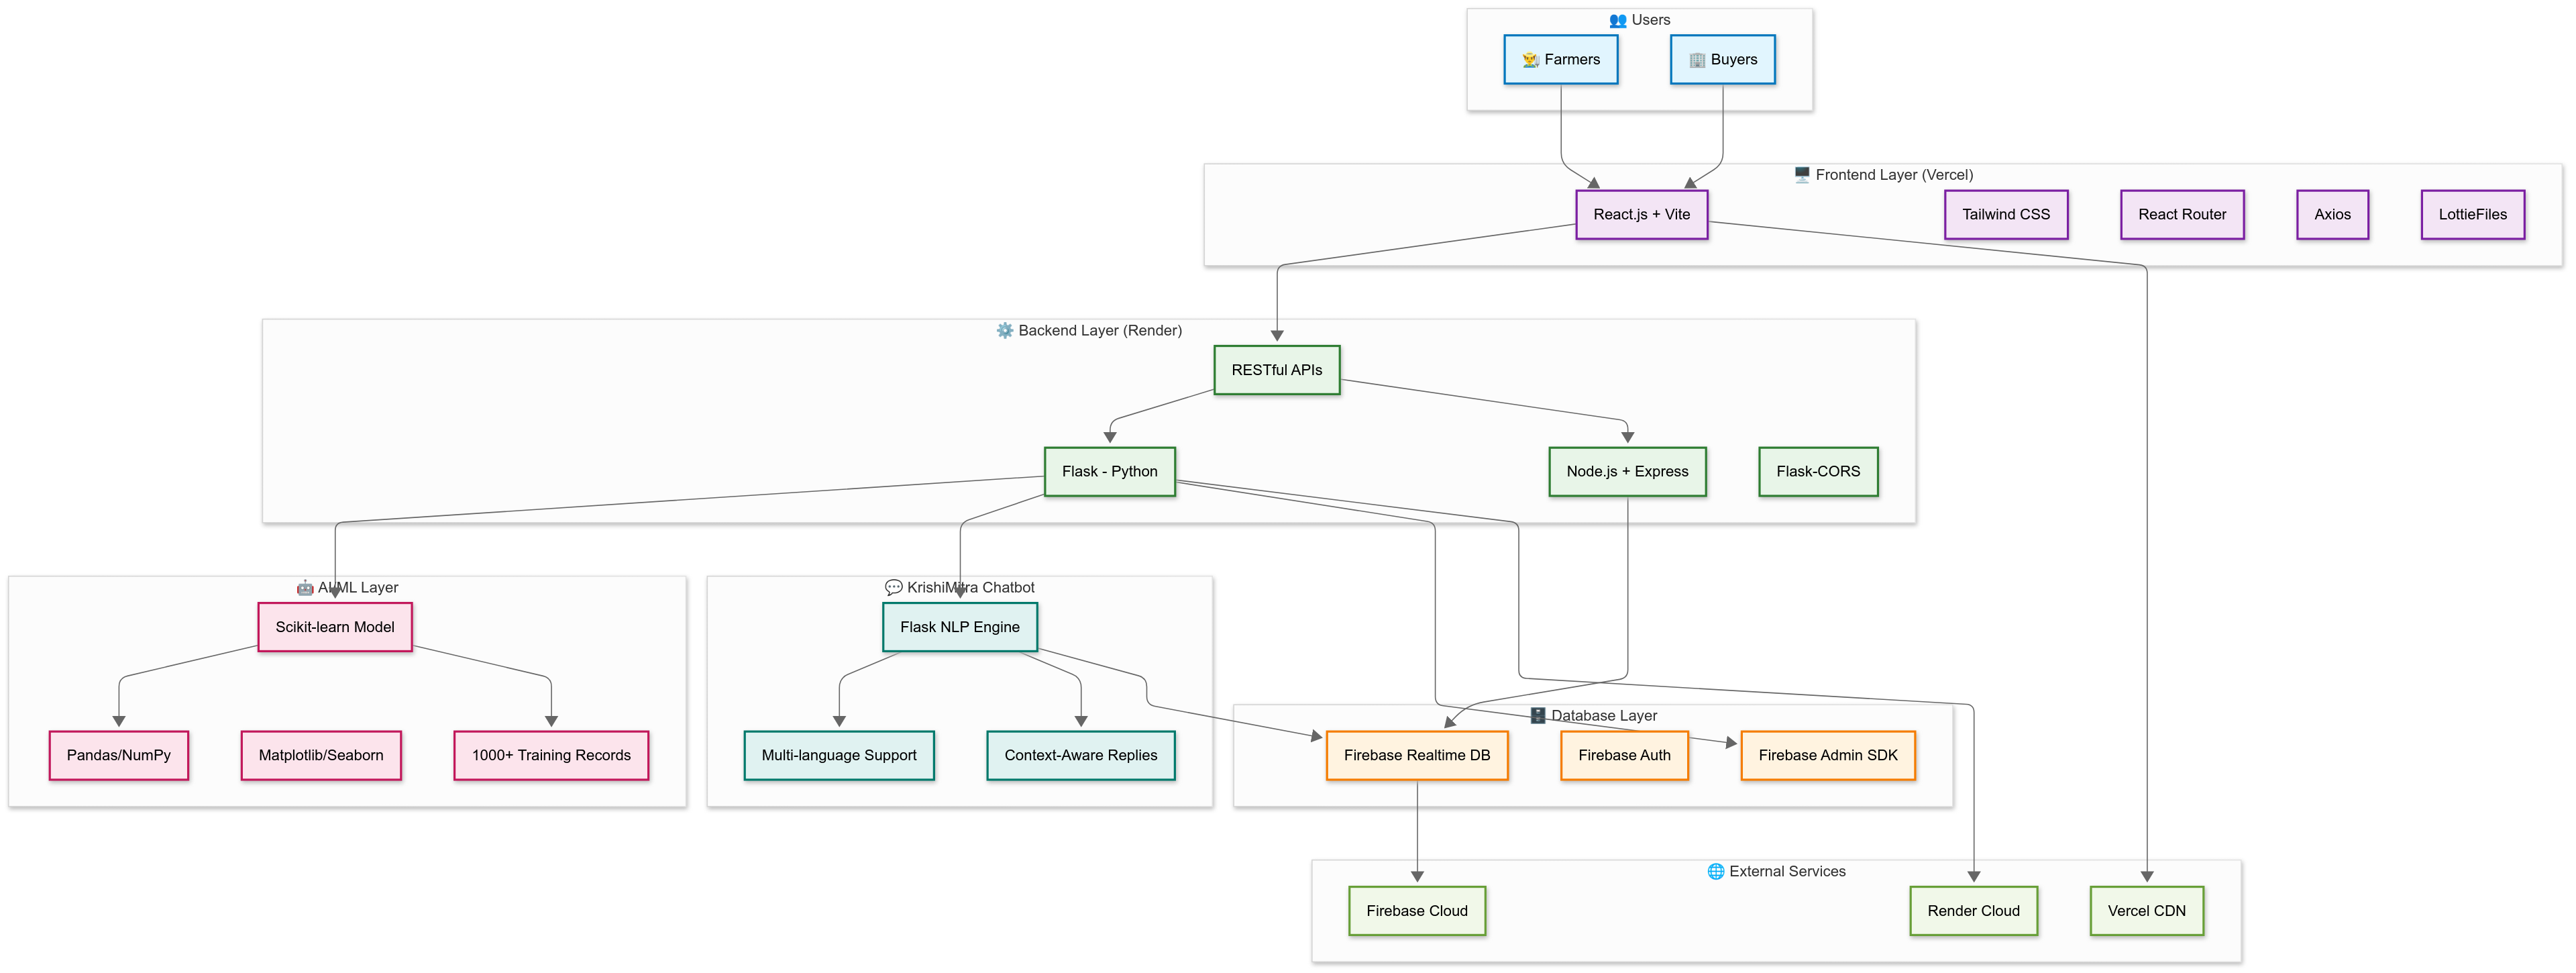 👥 Users
👨‍🌾 Farmers
🏢 Buyers
🖥️ Frontend Layer (Vercel)
React.js + Vite
Tailwind CSS
React Router
Axios
LottieFiles
⚙️ Backend Layer (Render)
RESTful APIs
Flask - Python
Node.js + Express
Flask-CORS
🤖 AI/ML Layer
Scikit-learn Model
Pandas/NumPy
Matplotlib/Seaborn
1000+ Training Records
💬 KrishiMitra Chatbot
Flask NLP Engine
Multi-language Support
Context-Aware Replies
🗄️ Database Layer
Firebase Realtime DB
Firebase Auth
Firebase Admin SDK
🌐 External Services
Firebase Cloud
Render Cloud
Vercel CDN